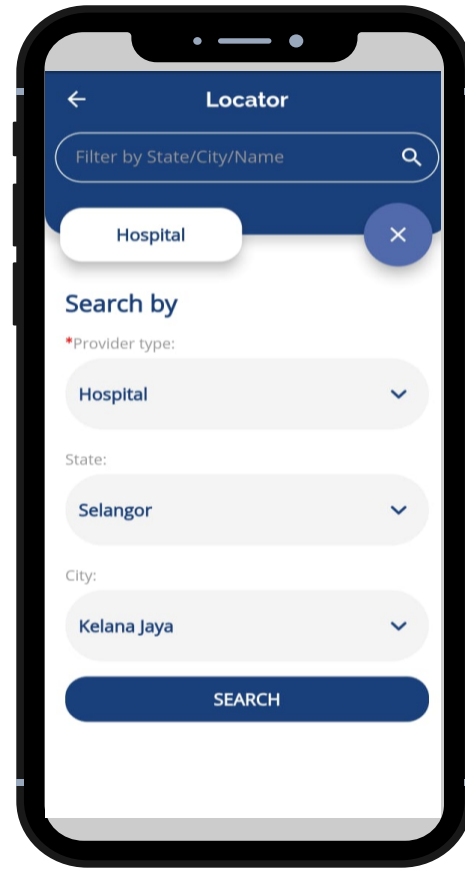 Locator
Filter by State/City/Name
Hospital
Search by
*Provider type:
Hospital
State:
Selangor
City:
Kelana Jaya
SEARCH